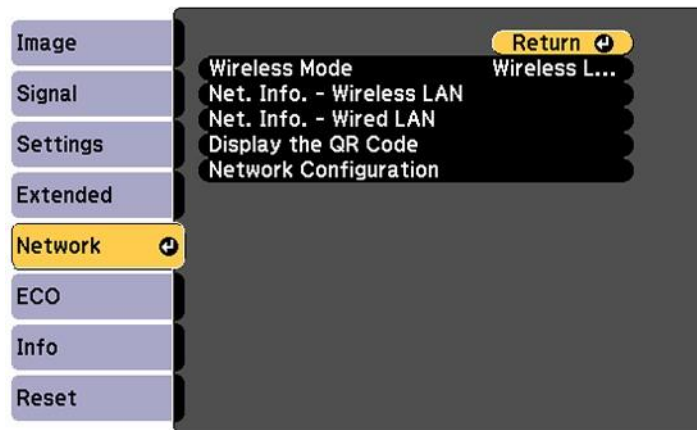 Image
Signal
Settings
Extended
Network
ECO
Info
Reset
Return
Wireless Mode Wireless L...
Net. Info. - Wireless LAN
Net. Info. - Wired LAN
Display the QR Code
Network Configuration